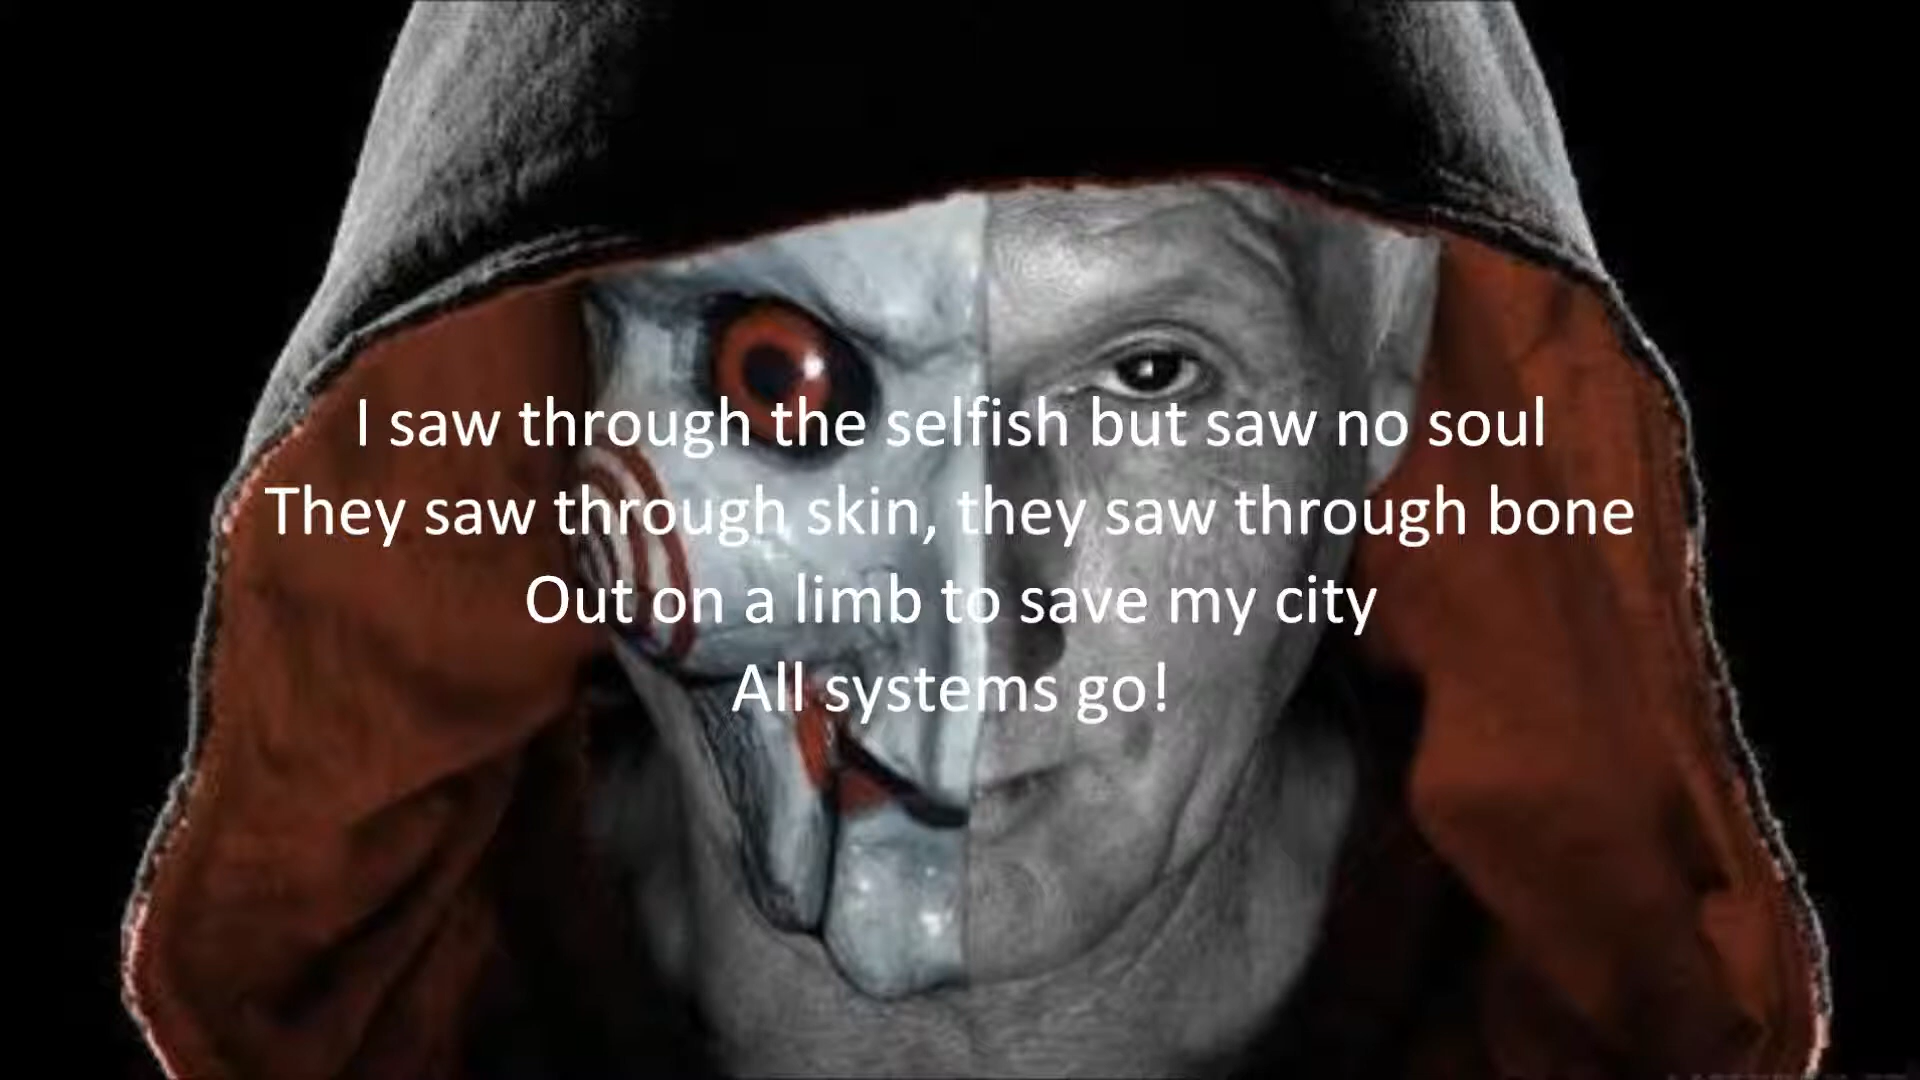 I saw through the selfish but saw no soul
They saw through skin, they saw through bone
Out on a limb to save my city
All systems go!